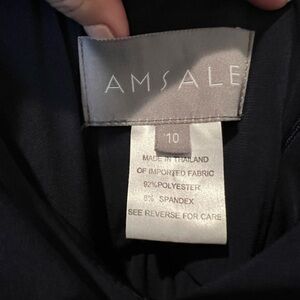 AMSALE
10
MADE IN THAILAND
OF IMPORTED FABRIC
92%POLYESTER
8% SPANDEX
SEE REVERSE FOR CARE